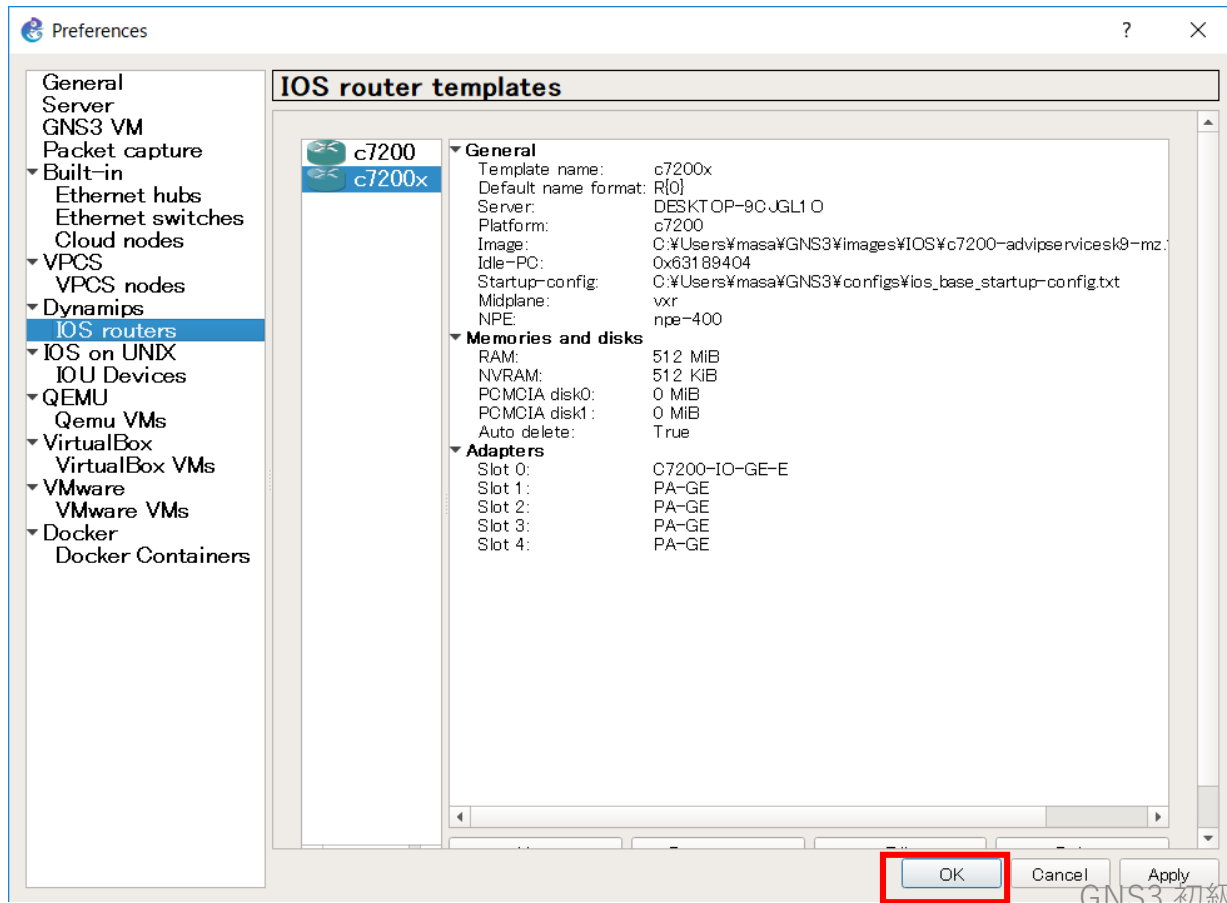 Preferences
?
General
Server
GNS3 VM
Packet capture
Built-in
Ethernet hubs
Ethernet switches
Cloud nodes
VPCS
VPCS nodes
Dynamips
IOS routers
IOS on UNIX
IOU Devices
QEMU
Qemu VMs
VirtualBox
VirtualBox VMs
VMware
VMware VMs
Docker
Docker Containers
IOS router templates
c7200
c7200x
General
Template name: c7200x
Default name format: R{0}
Server: DESKTOP-9CJGL1O
Platform: c7200
Image: C:¥Users¥masa¥GNS3¥images¥IOS¥c7200-advipservicesk9-mz.
Idle-PC: 0x63189404
Startup-config: C:¥Users¥masa¥GNS3¥configs¥ios_base_startup-config.txt
Midplane: vxr
NPE: npe-400
Memories and disks
RAM: 512 MiB
NVRAM: 512 KiB
PCMCIA disk0: 0 MiB
PCMCIA disk1: 0 MiB
Auto delete: True
Adapters
Slot 0: C7200-IO-GE-E
Slot 1: PA-GE
Slot 2: PA-GE
Slot 3: PA-GE
Slot 4: PA-GE
OK Cancel Apply
GNS3 初級